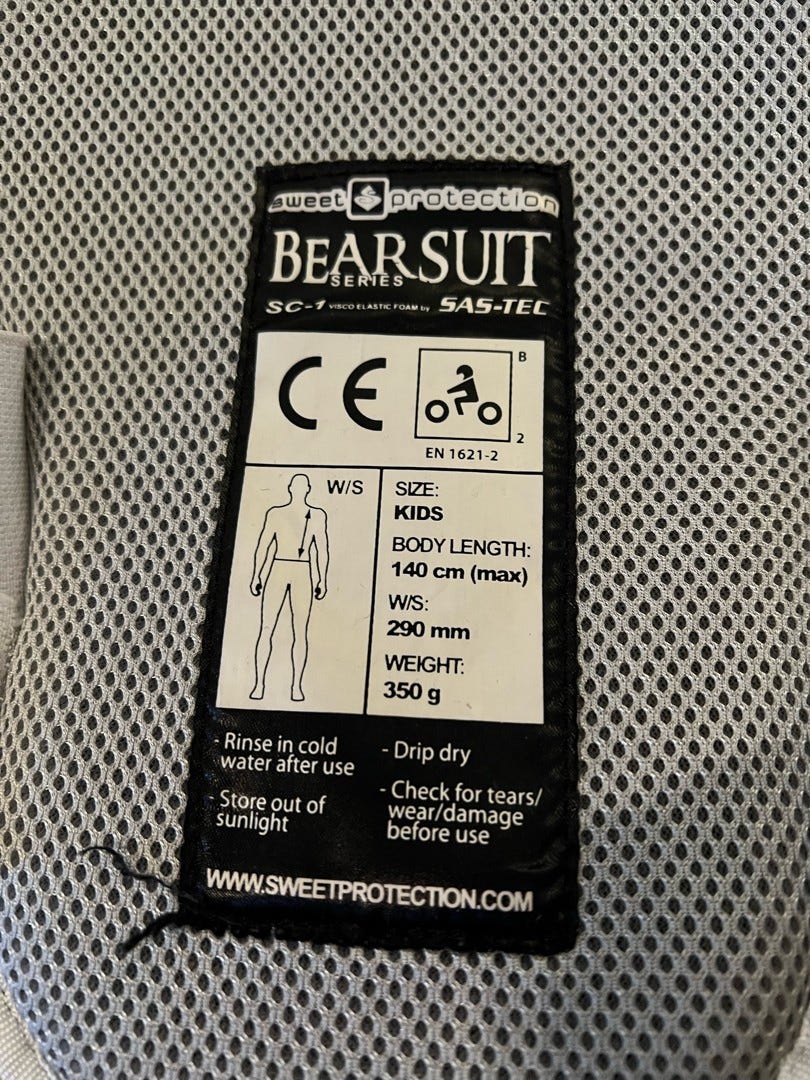 sweet protection
BEARSUIT
SERIES
SC-1 VISCO ELASTIC FOAM by SAS-TEC
CE
B
2
EN 1621-2
W/S
SIZE:
KIDS
BODY LENGTH:
140 cm (max)
W/S:
290 mm
WEIGHT:
350 g
- Rinse in cold
water after use
- Store out of
sunlight
- Drip dry
- Check for tears/
wear/damage
before use
WWW.SWEETPROTECTION.COM